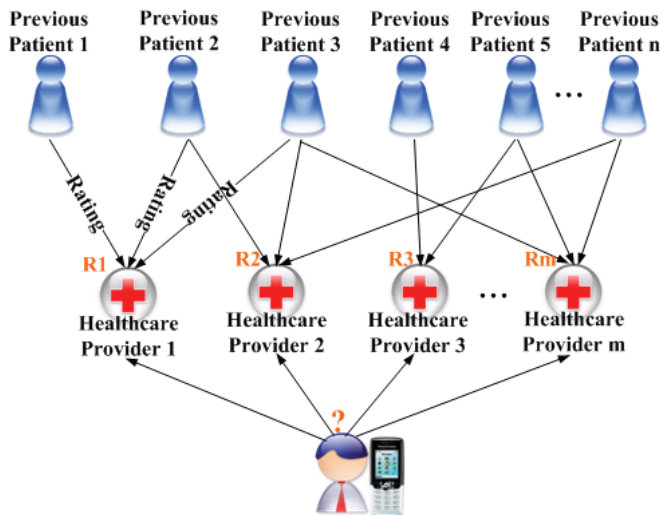 Previous
Patient 1
Previous
Patient 2
Previous
Patient 3
Previous
Patient 4
Previous
Patient 5
Previous
Patient n
...
Rating
Rating
Rating
R1
R2
R3
Rm
...
Healthcare
Provider 1
Healthcare
Provider 2
Healthcare
Provider 3
Healthcare
Provider m
?